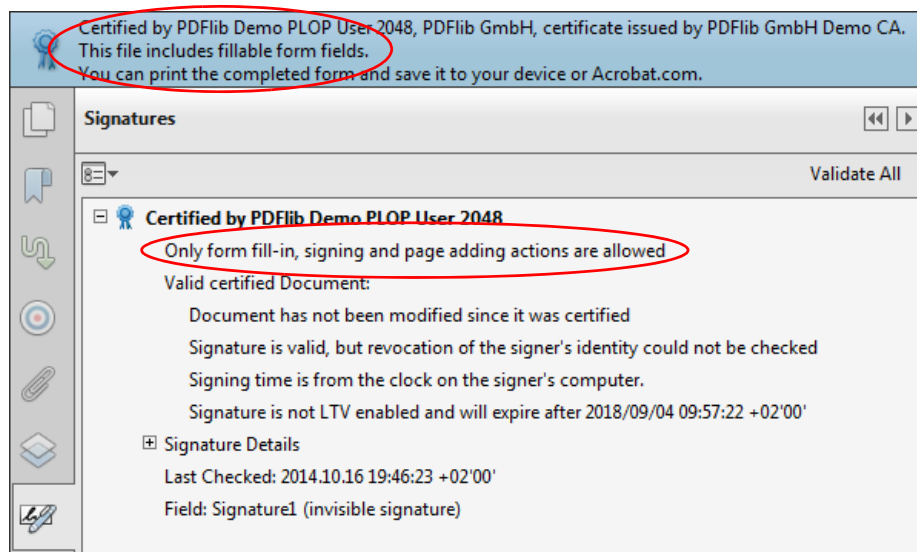 Certified by PDFlib Demo PLOP User 2048, PDFlib GmbH, certificate issued by PDFlib GmbH Demo CA.
This file includes fillable form fields.
You can print the completed form and save it to your device or Acrobat.com.
Signatures
Validate All
Certified by PDFlib Demo PLOP User 2048
Only form fill-in, signing and page adding actions are allowed
Valid certified Document:
Document has not been modified since it was certified
Signature is valid, but revocation of the signer's identity could not be checked
Signing time is from the clock on the signer's computer.
Signature is not LTV enabled and will expire after 2018/09/04 09:57:22 +02'00'
Signature Details
Last Checked: 2014.10.16 19:46:23 +02'00'
Field: Signature1 (invisible signature)